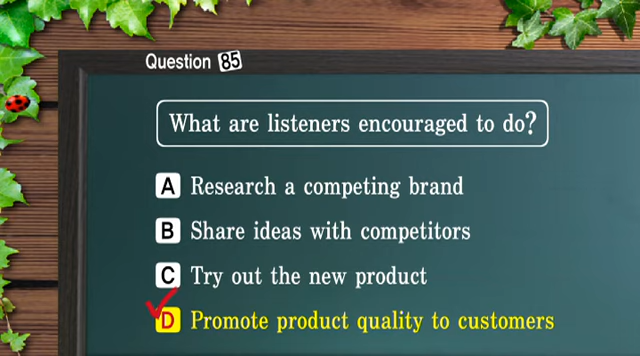 Question 85
What are listeners encouraged to do?
A Research a competing brand
B Share ideas with competitors
C Try out the new product
D Promote product quality to customers